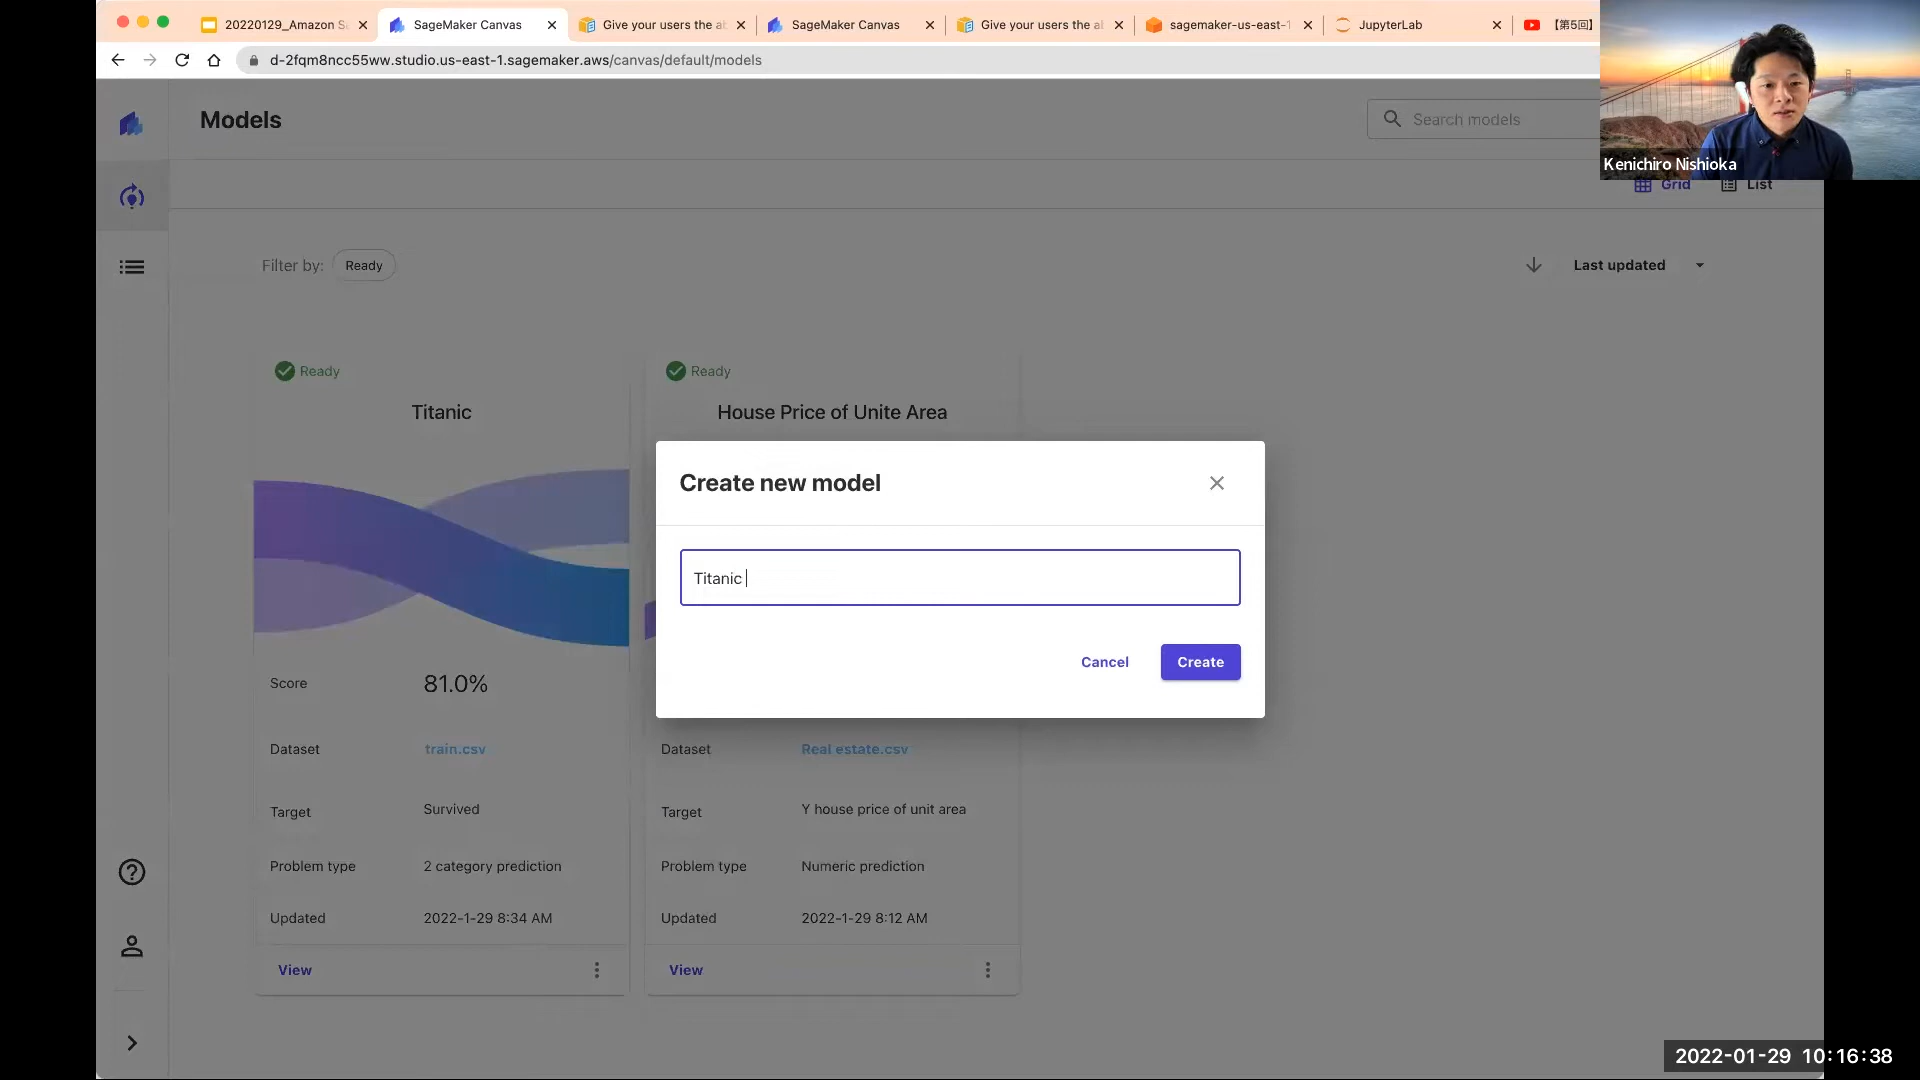 20220129_Amazon S
SageMaker Canvas
Give your users the a
SageMaker Canvas
Give your users the a
sagemaker-us-east-1
JupyterLab
【第5回】
d-2fqm8ncc55ww.studio.us-east-1.sagemaker.aws/canvas/default/models
Kenichiro Nishioka
Models
Search models
Grid
List
Filter by:
Ready
Last updated
Ready
Titanic
Score
81.0%
Dataset
train.csv
Target
Survived
Problem type
2 category prediction
Updated
2022-1-29 8:34 AM
View
Ready
House Price of Unite Area
Dataset
Real estate.csv
Target
Y house price of unit area
Problem type
Numeric prediction
Updated
2022-1-29 8:12 AM
View
Create new model
Titanic
Cancel
Create
2022-01-29 10:16:38